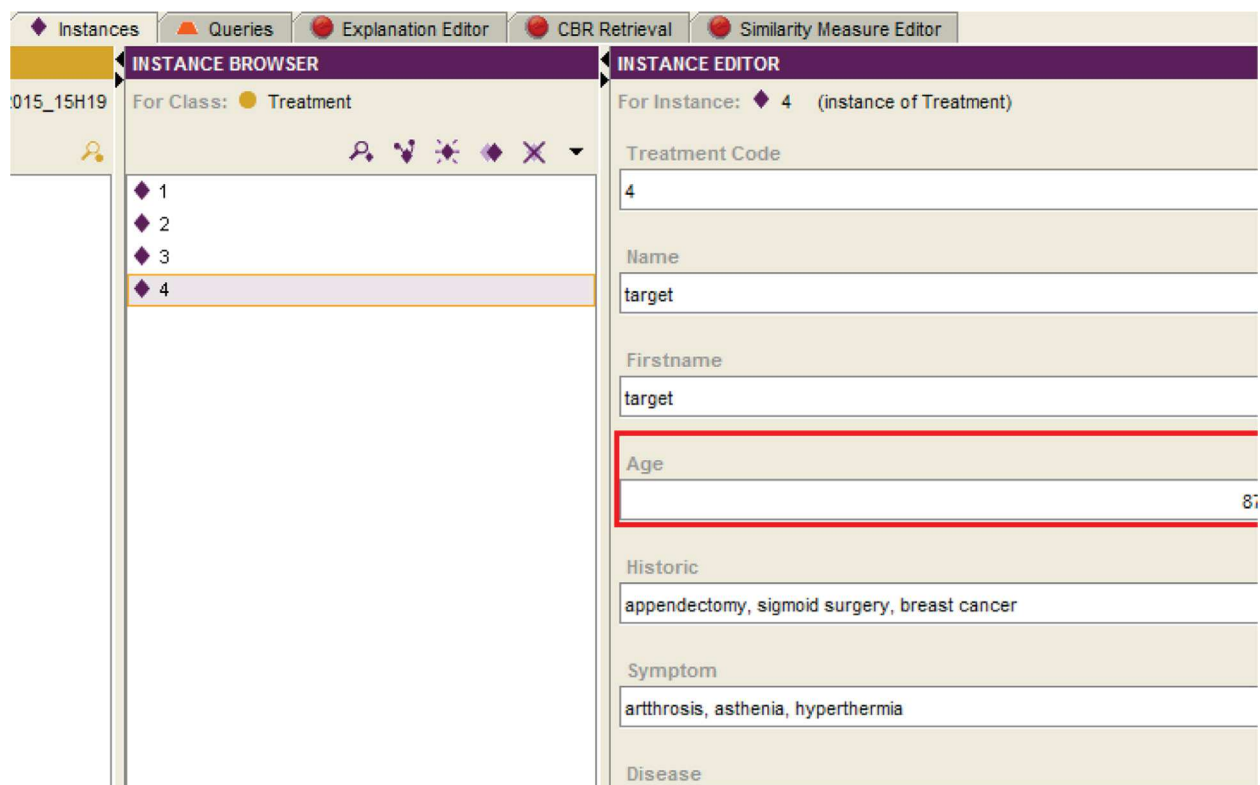 Instances Queries Explanation Editor CBR Retrieval Similarity Measure Editor
INSTANCE BROWSER
INSTANCE EDITOR
015_15H19
For Class: Treatment
For Instance: 4 (instance of Treatment)
Treatment Code
1
4
2
3
Name
4
target
Firstname
target
Age
87
Historic
appendectomy, sigmoid surgery, breast cancer
Symptom
artthrosis, asthenia, hyperthermia
Disease